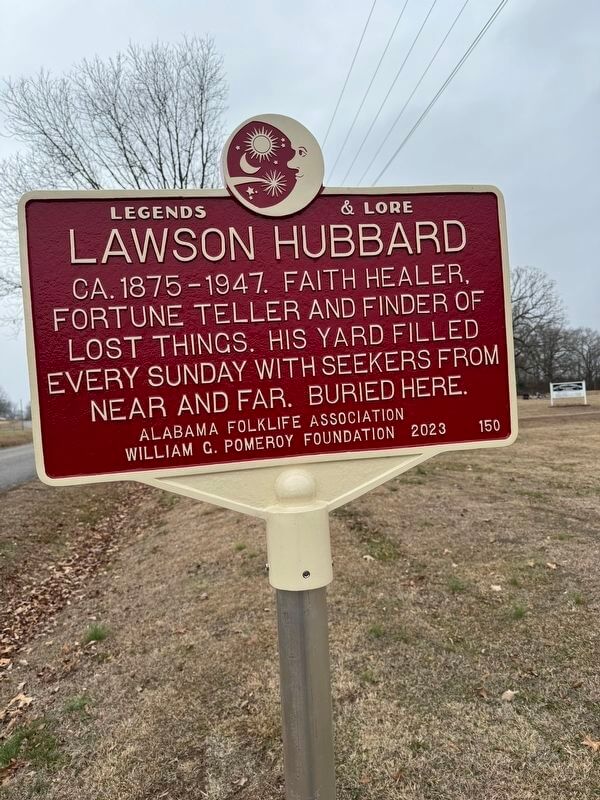 LEGENDS & LORE
LAWSON HUBBARD
CA. 1875-1947. FAITH HEALER,
FORTUNE TELLER AND FINDER OF
LOST THINGS. HIS YARD FILLED
EVERY SUNDAY WITH SEEKERS FROM
NEAR AND FAR. BURIED HERE.
ALABAMA FOLKLIFE ASSOCIATION
WILLIAM G. POMEROY FOUNDATION 2023 150